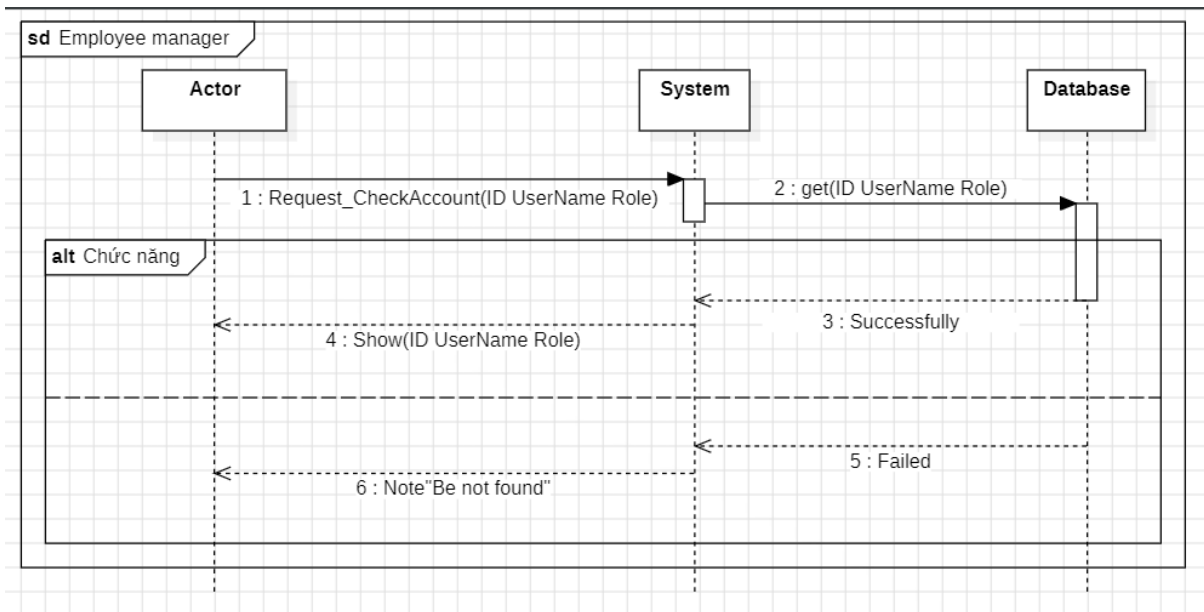 sd Employee manager
Actor
System
Database
1 : Request_CheckAccount(ID UserName Role)
2 : get(ID UserName Role)
alt Chức năng
3 : Successfully
4 : Show(ID UserName Role)
5 : Failed
6 : Note"Be not found"